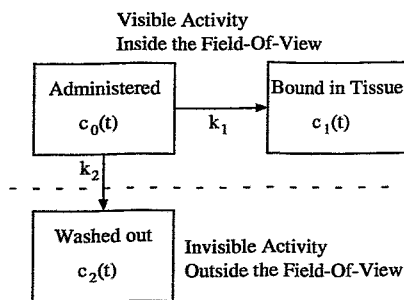 Visible Activity
Inside the Field-Of-View
Administered
c₀(t)
k₁
Bound in Tissue
c₁(t)
k₂
Washed out
c₂(t)
Invisible Activity
Outside the Field-Of-View